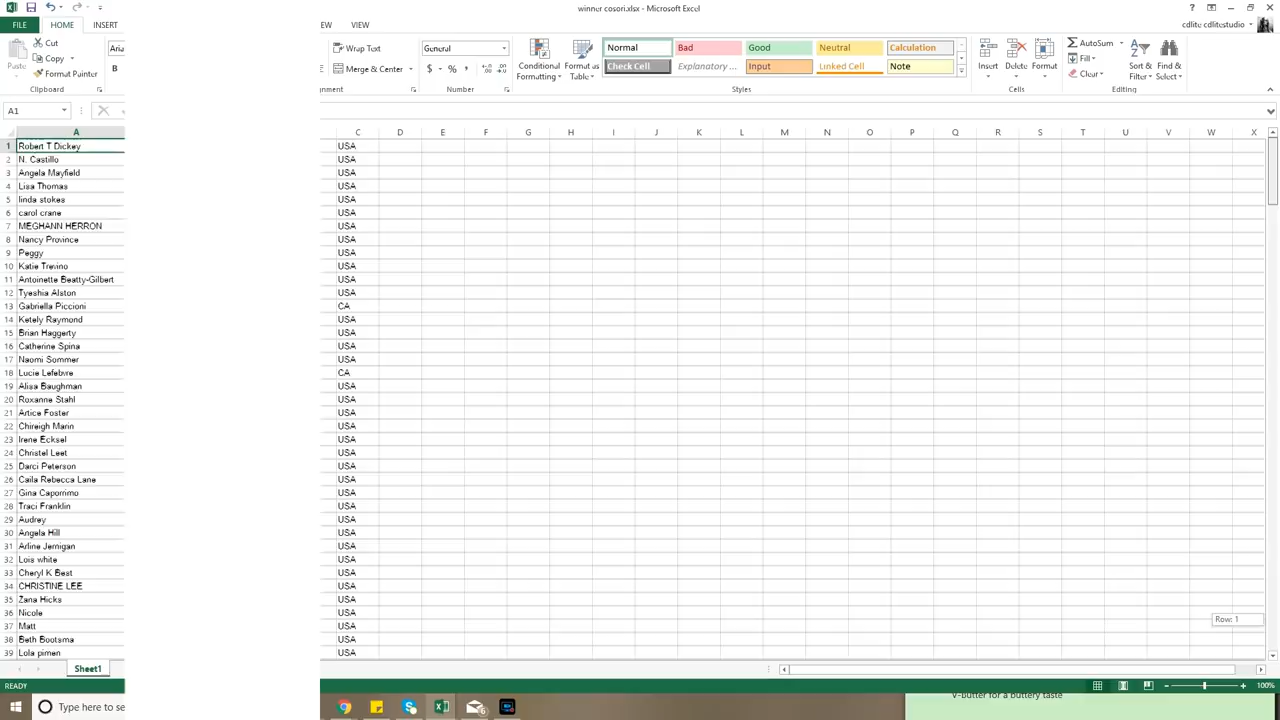 winner cosori.xlsx - Microsoft Excel
FILE HOME INSERT EW VIEW cdlite cdlitestudio
Cut Aria Wrap Text General Normal Bad Good Neutral Calculation AutoSum
Paste Copy B Merge & Center $ % , Conditional Formatting Format as Table Check Cell Explanatory ... Input Linked Cell Note Insert Delete Format Fill Sort & Filter Find & Select
Format Painter Clear
Clipboard gnment Number Styles Cells Editing
A1
A C D E F G H I J K L M N O P Q R S T U V W X
1 Robert T Dickey USA
2 N. Castillo USA
3 Angela Mayfield USA
4 Lisa Thomas USA
5 linda stokes USA
6 carol crane USA
7 MEGHANN HERRON USA
8 Nancy Province USA
9 Peggy USA
10 Katie Trevino USA
11 Antoinette Beatty-Gilbert USA
12 Tyeshia Alston USA
13 Gabriella Piccioni CA
14 Ketely Raymond USA
15 Brian Haggerty USA
16 Catherine Spina USA
17 Naomi Sommer USA
18 Lucie Lefebvre CA
19 Alisa Baughman USA
20 Roxanne Stahl USA
21 Artice Foster USA
22 Chireigh Marin USA
23 Irene Ecksel USA
24 Christel Leet USA
25 Darci Peterson USA
26 Caila Rebecca Lane USA
27 Gina Caporrimo USA
28 Traci Franklin USA
29 Audrey USA
30 Angela Hill USA
31 Arline Jernigan USA
32 Lois white USA
33 Cheryl K Best USA
34 CHRISTINE LEE USA
35 Zana Hicks USA
36 Nicole USA
37 Matt USA
38 Beth Bootsma USA
39 Lola pimen USA
Row: 1
Sheet1
READY 100%
Type here to se
V-butter for a buttery taste